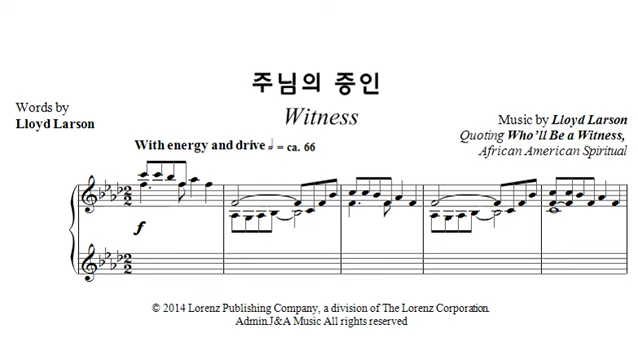 주님의 증인
Witness
Words by
Lloyd Larson
Music by Lloyd Larson
Quoting Who'll Be a Witness,
African American Spiritual
With energy and drive 𝅗𝅥 = ca. 66
f
© 2014 Lorenz Publishing Company, a division of The Lorenz Corporation.
Admin.J&A Music All rights reserved